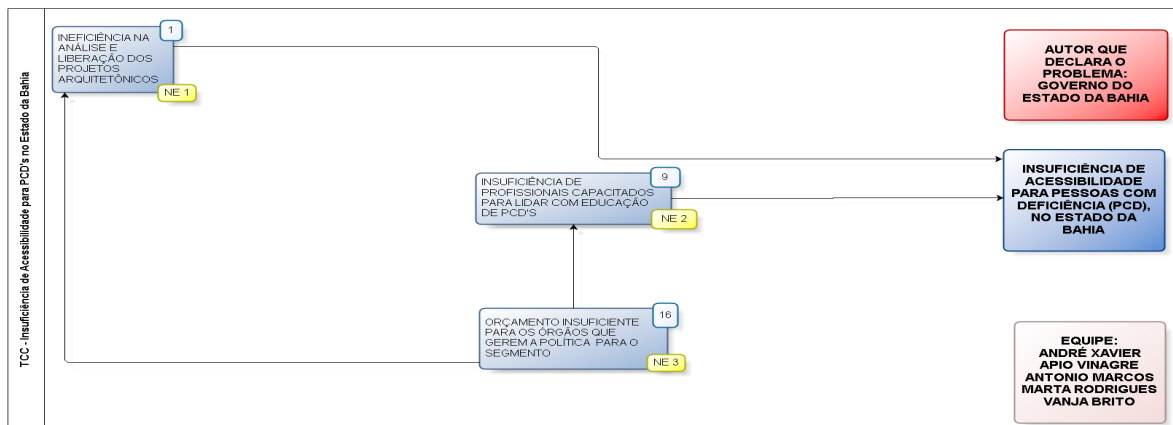 TCC - Insuficiência de Acessibilidade para PCD's no Estado da Bahia
1
INEFICIÊNCIA NA
ANÁLISE E
LIBERAÇÃO DOS
PROJETOS
ARQUITETÔNICOS
NE 1
AUTOR QUE
DECLARA O
PROBLEMA:
GOVERNO DO
ESTADO DA BAHIA
9
INSUFICIÊNCIA DE
PROFISSIONAIS CAPACITADOS
PARA LIDAR COM EDUCAÇÃO
DE PCD'S
NE 2
INSUFICIÊNCIA DE
ACESSIBILIDADE
PARA PESSOAS COM
DEFICIÊNCIA (PCD),
NO ESTADO DA
BAHIA
16
ORÇAMENTO INSUFICIENTE
PARA OS ÓRGÃOS QUE
GEREM A POLÍTICA PARA O
SEGMENTO
NE 3
EQUIPE:
ANDRÉ XAVIER
APIO VINAGRE
ANTONIO MARCOS
MARTA RODRIGUES
VANJA BRITO